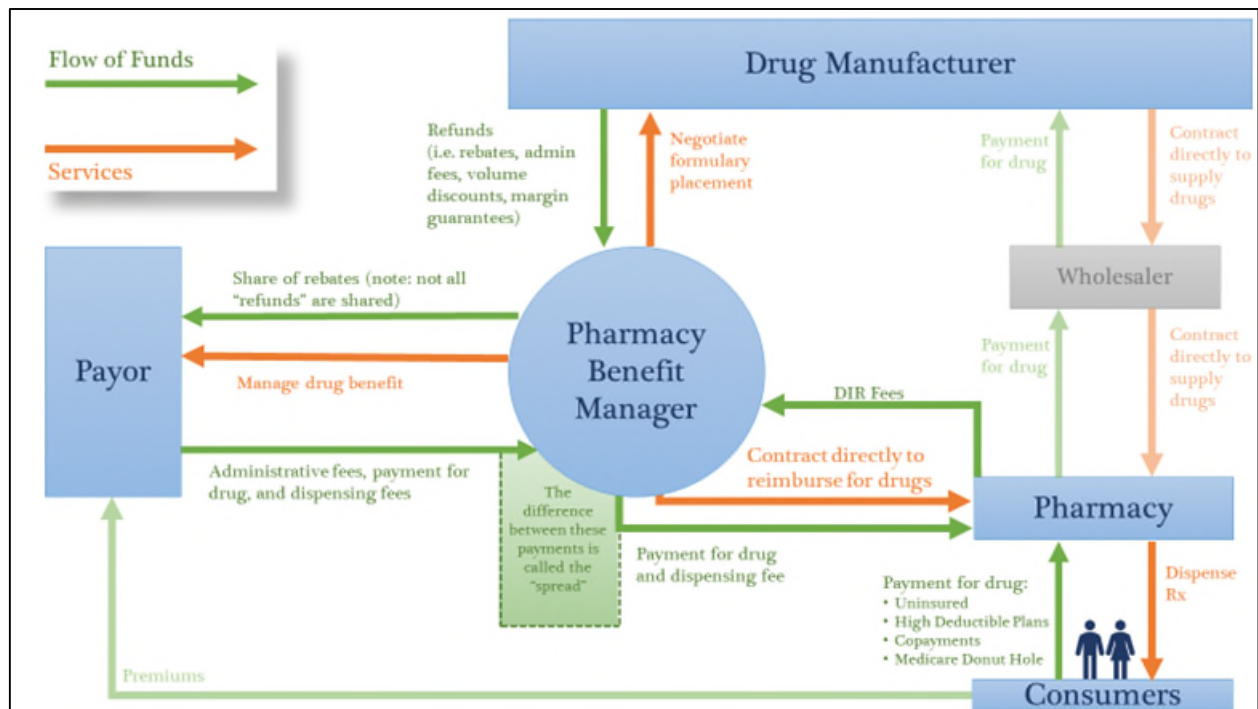 Flow of Funds
Services
Drug Manufacturer
Refunds
(i.e. rebates, admin
fees, volume
discounts, margin
guarantees)
Negotiate
formulary
placement
Payment
for drug
Contract
directly to
supply
drugs
Wholesaler
Share of rebates (note: not all
“refunds” are shared)
Payor
Manage drug benefit
Administrative fees, payment for
drug, and dispensing fees
Pharmacy
Benefit
Manager
The
difference
between these
payments is
called the
“spread”
DIR Fees
Contract directly to
reimburse for drugs
Payment for drug
and dispensing fee
Payment
for drug
Contract
directly to
supply
drugs
Pharmacy
Payment for drug:
• Uninsured
• High Deductible Plans
• Copayments
• Medicare Donut Hole
Dispense
Rx
Premiums
Consumers